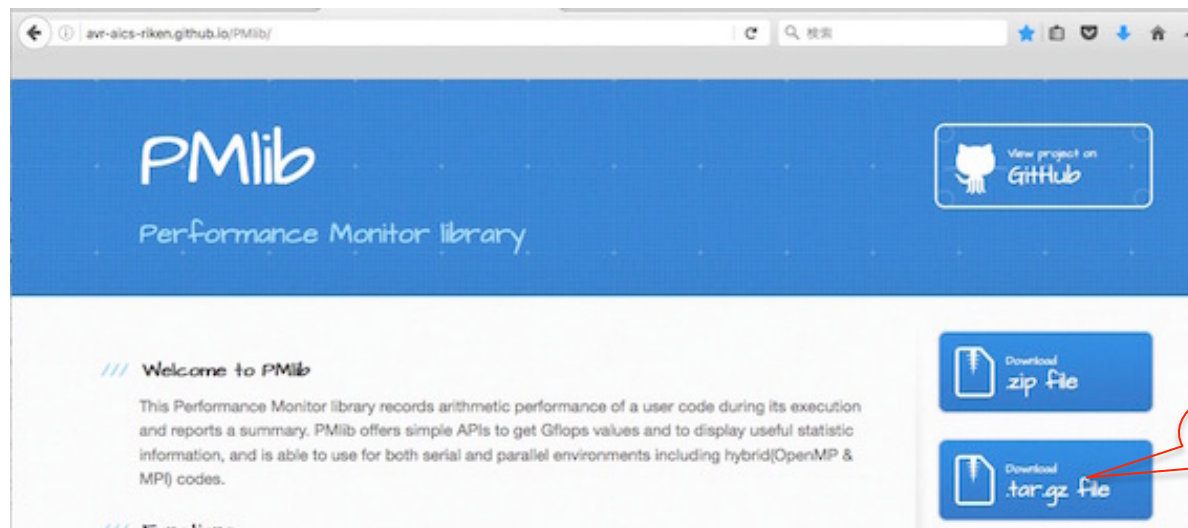 avr-aics-riken.github.io/PMlib/
検索
PMlib
Performance Monitor library
View project on
GitHub
Download
.zip file
Download
.tar.gz file
Welcome to PMlib
This Performance Monitor library records arithmetic performance of a user code during its execution
and reports a summary. PMlib offers simple APIs to get Gflops values and to display useful statistic
information, and is able to use for both serial and parallel environments including hybrid(OpenMP &
MPI) codes.